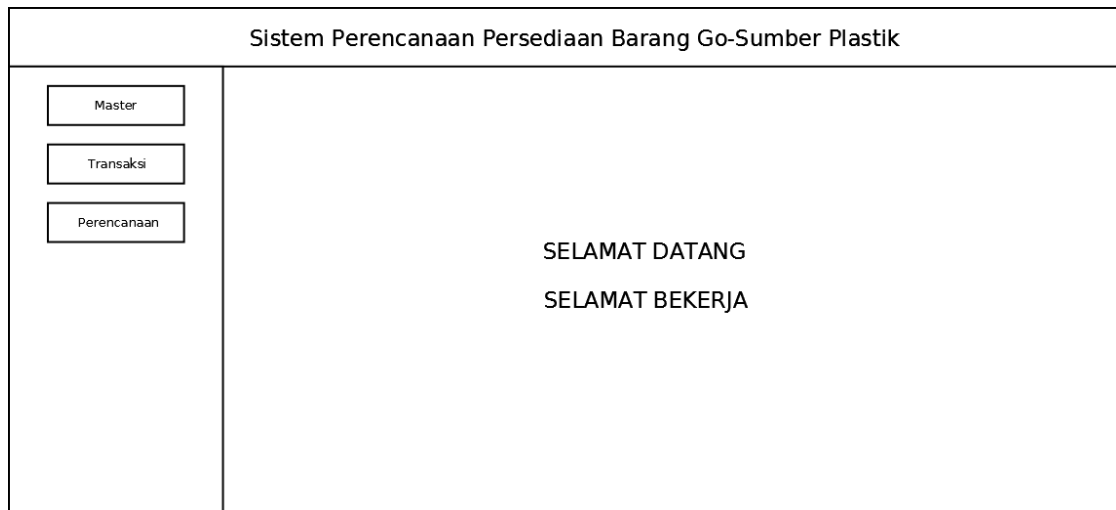 Sistem Perencanaan Persediaan Barang Go-Sumber Plastik
Master
Transaksi
Perencanaan
SELAMAT DATANG
SELAMAT BEKERJA